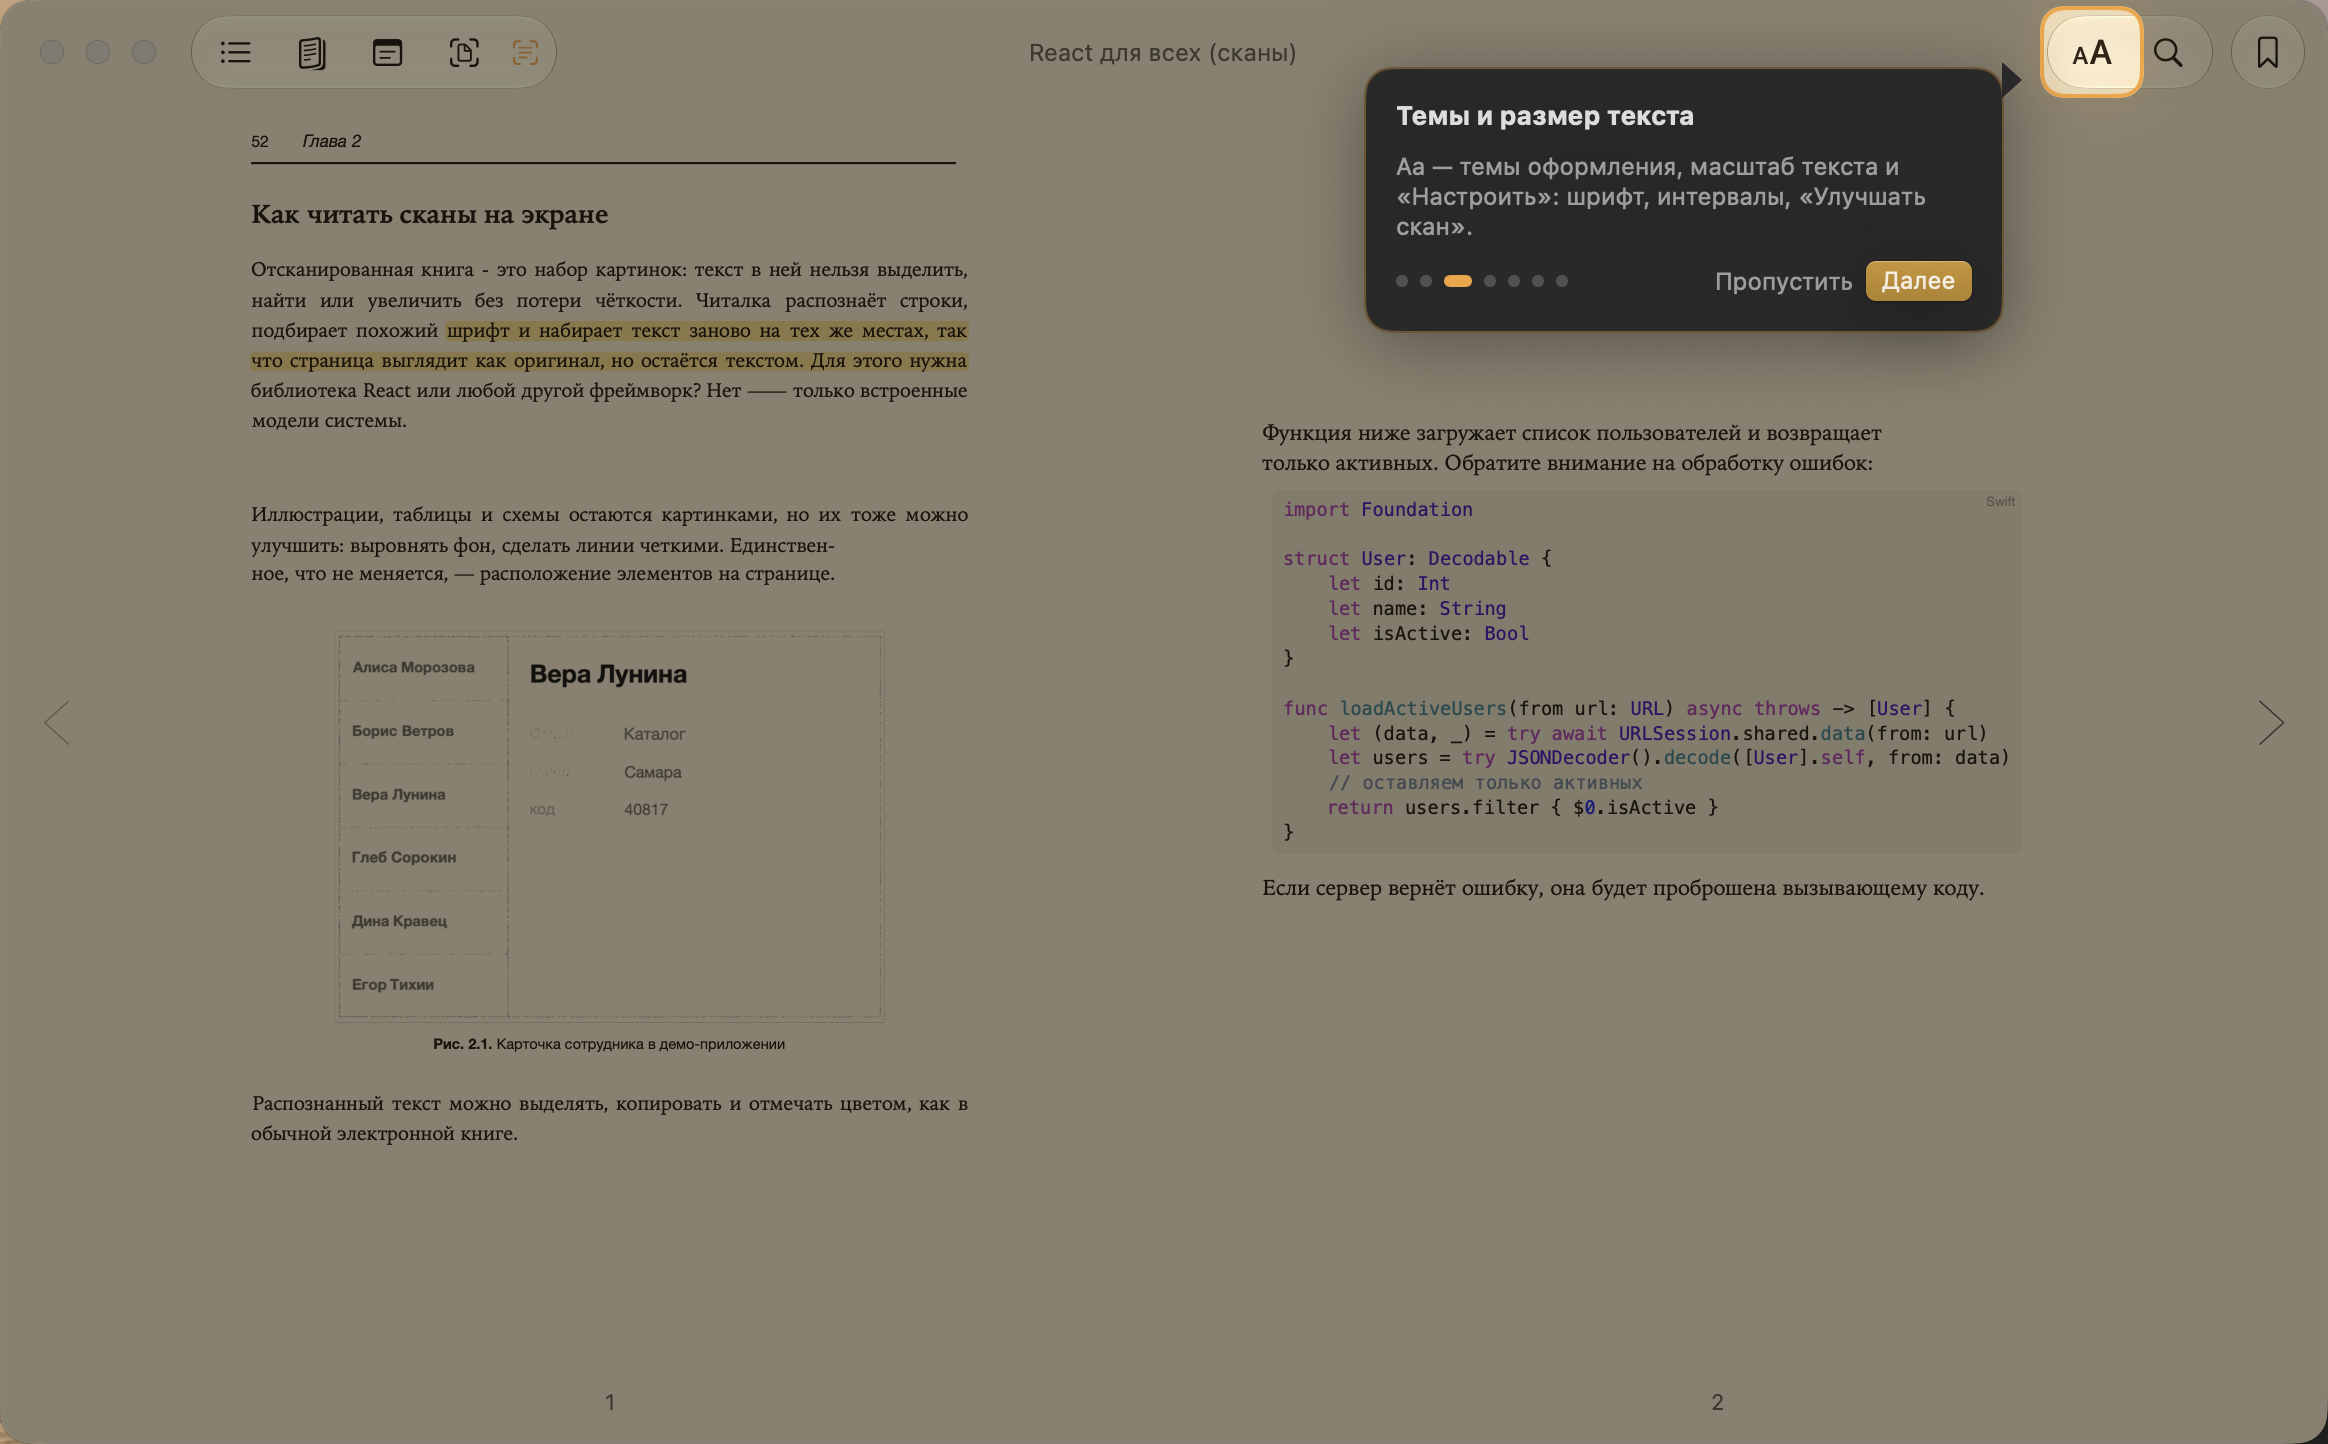 React для всех (сканы)
AA
Темы и размер текста
Аа — темы оформления, масштаб текста и
«Настроить»: шрифт, интервалы, «Улучшать
скан».
Пропустить
Далее
52 Глава 2
Как читать сканы на экране
Отсканированная книга - это набор картинок: текст в ней нельзя выделить,
найти или увеличить без потери чёткости. Читалка распознаёт строки,
подбирает похожий шрифт и набирает текст заново на тех же местах, так
что страница выглядит как оригинал, но остаётся текстом. Для этого нужна
библиотека React или любой другой фреймворк? Нет —— только встроенные
модели системы.
Иллюстрации, таблицы и схемы остаются картинками, но их тоже можно
улучшить: выровнять фон, сделать линии четкими. Единствен-
ное, что не меняется, — расположение элементов на странице.
Алиса Морозова
Борис Ветров
Вера Лунина
Глеб Сорокин
Дина Кравец
Егор Тихии
Вера Лунина
Каталог
Самара
код 40817
Рис. 2.1. Карточка сотрудника в демо-приложении
Распознанный текст можно выделять, копировать и отмечать цветом, как в
обычной электронной книге.
1
Функция ниже загружает список пользователей и возвращает
только активных. Обратите внимание на обработку ошибок:
Swift
import Foundation
struct User: Decodable {
    let id: Int
    let name: String
    let isActive: Bool
}
func loadActiveUsers(from url: URL) async throws -> [User] {
    let (data, _) = try await URLSession.shared.data(from: url)
    let users = try JSONDecoder().decode([User].self, from: data)
    // оставляем только активных
    return users.filter { $0.isActive }
}
Если сервер вернёт ошибку, она будет проброшена вызывающему коду.
2